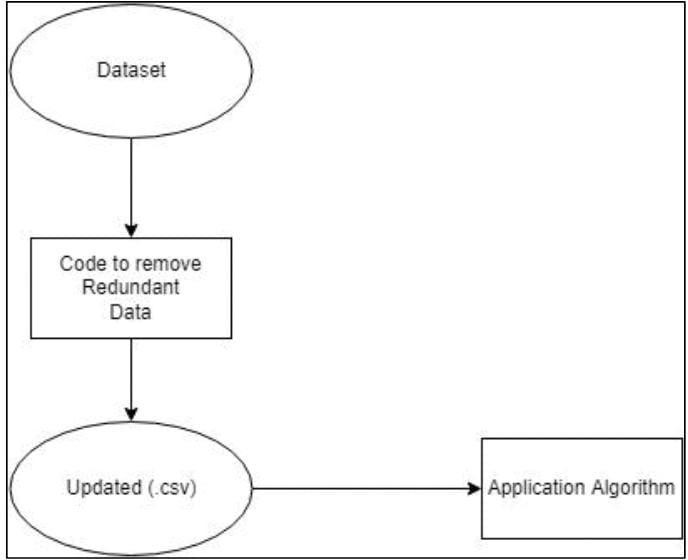 Dataset
Code to remove
Redundant
Data
Updated (.csv)
Application Algorithm